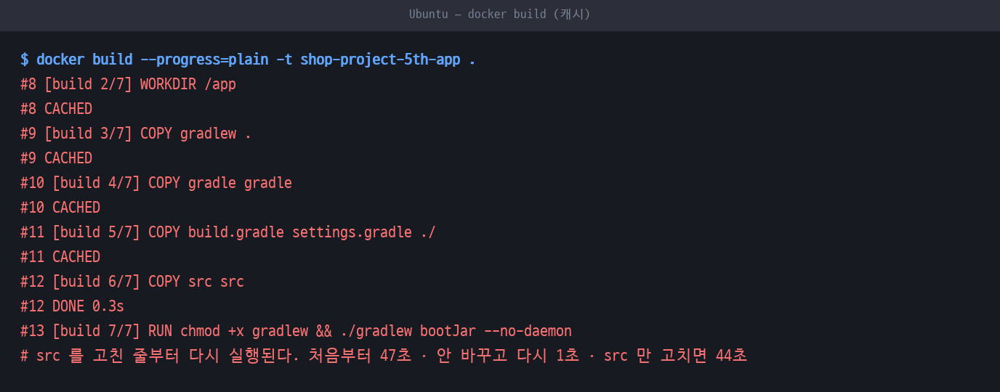 Ubuntu — docker build (캐시)
$ docker build --progress=plain -t shop-project-5th-app .
#8 [build 2/7] WORKDIR /app
#8 CACHED
#9 [build 3/7] COPY gradlew .
#9 CACHED
#10 [build 4/7] COPY gradle gradle
#10 CACHED
#11 [build 5/7] COPY build.gradle settings.gradle ./
#11 CACHED
#12 [build 6/7] COPY src src
#12 DONE 0.3s
#13 [build 7/7] RUN chmod +x gradlew && ./gradlew bootJar --no-daemon
# src 를 고친 줄부터 다시 실행된다. 처음부터 47초 · 안 바꾸고 다시 1초 · src 만 고치면 44초